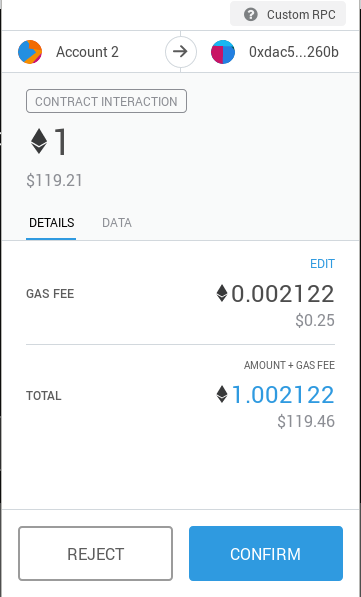 Custom RPC
Account 2
0xdac5...260b
CONTRACT INTERACTION
1
$119.21
DETAILS DATA
EDIT
GAS FEE 0.002122
$0.25
AMOUNT + GAS FEE
TOTAL 1.002122
$119.46
REJECT CONFIRM